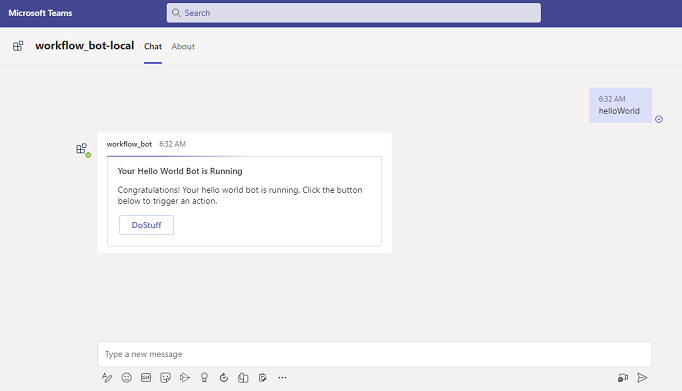 Microsoft Teams
Search
workflow_bot-local Chat About
6:32 AM
helloWorld
workflow_bot 6:32 AM
Your Hello World Bot is Running
Congratulations! Your hello world bot is running. Click the button
below to trigger an action.
DoStuff
Type a new message
GIF